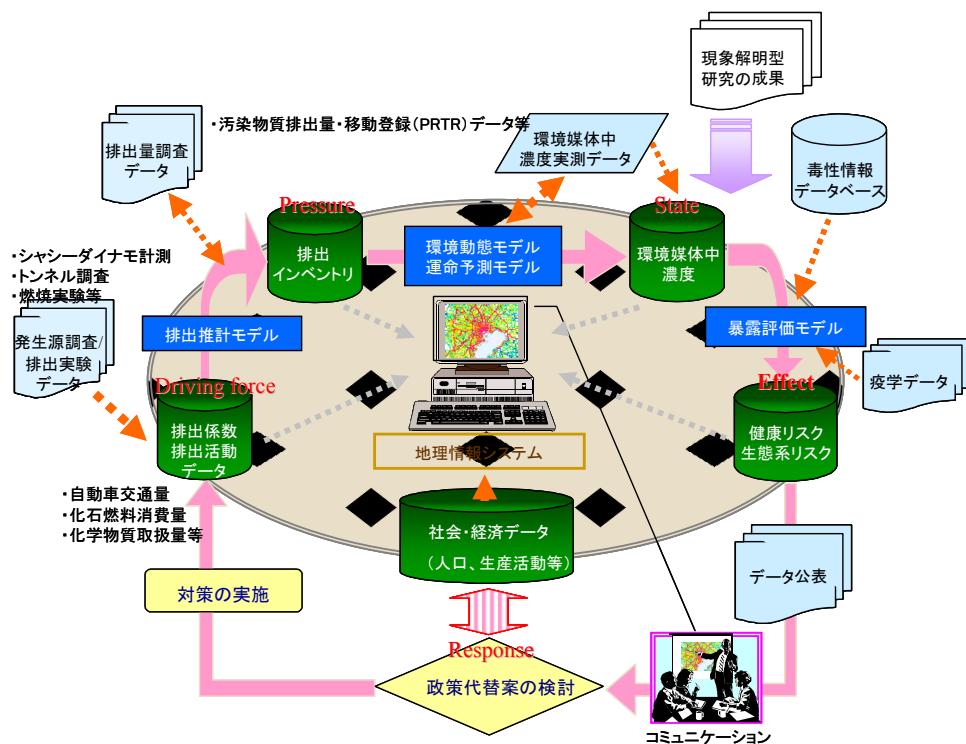 現象解明型
研究の成果
・汚染物質排出量・移動登録(PRTR)データ等
排出量調査
データ
環境媒体中
濃度実測データ
毒性情報
データベース
Pressure
State
排出
インベントリ
環境動態モデル
運命予測モデル
環境媒体中
濃度
・シャシーダイナモ計測
・トンネル調査
・燃焼実験等
排出推計モデル
暴露評価モデル
発生源調査/
排出実験
データ
Driving force
Effect
疫学データ
排出係数
排出活動
データ
健康リスク
生態系リスク
地理情報システム
・自動車交通量
・化石燃料消費量
・化学物質取扱量等
社会・経済データ
(人口、生産活動等)
データ公表
対策の実施
Response
政策代替案の検討
コミュニケーション